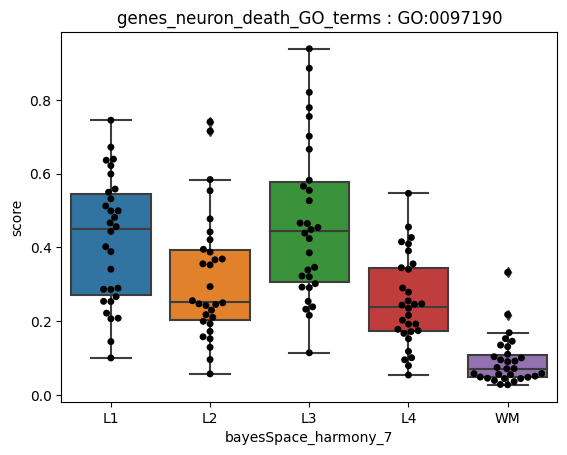 genes_neuron_death_GO_terms : GO:0097190
0.8
0.6
0.4
0.2
0.0
score
L1 L2 L3 L4 WM
bayesSpace_harmony_7